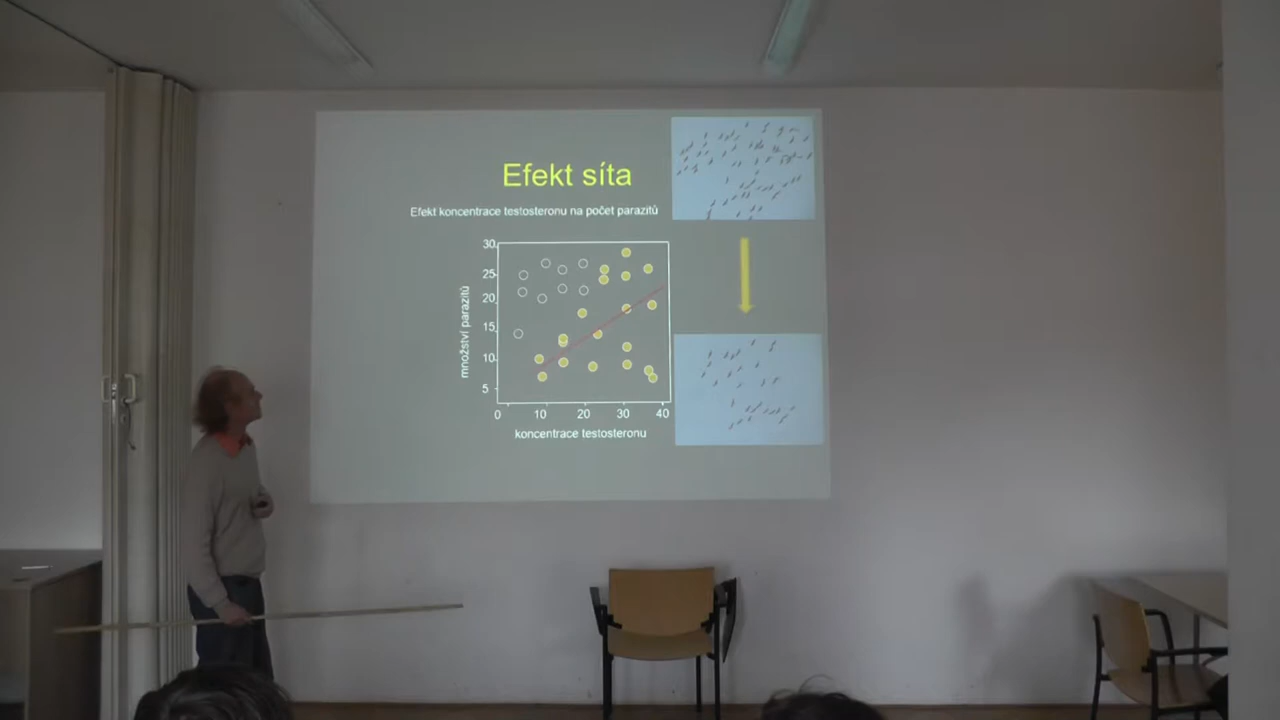 Efekt síta
Efekt koncentrace testosteronu na počet parazitů
30
25
20
15
10
5
množství parazitů
0 10 20 30 40
koncentrace testosteronu